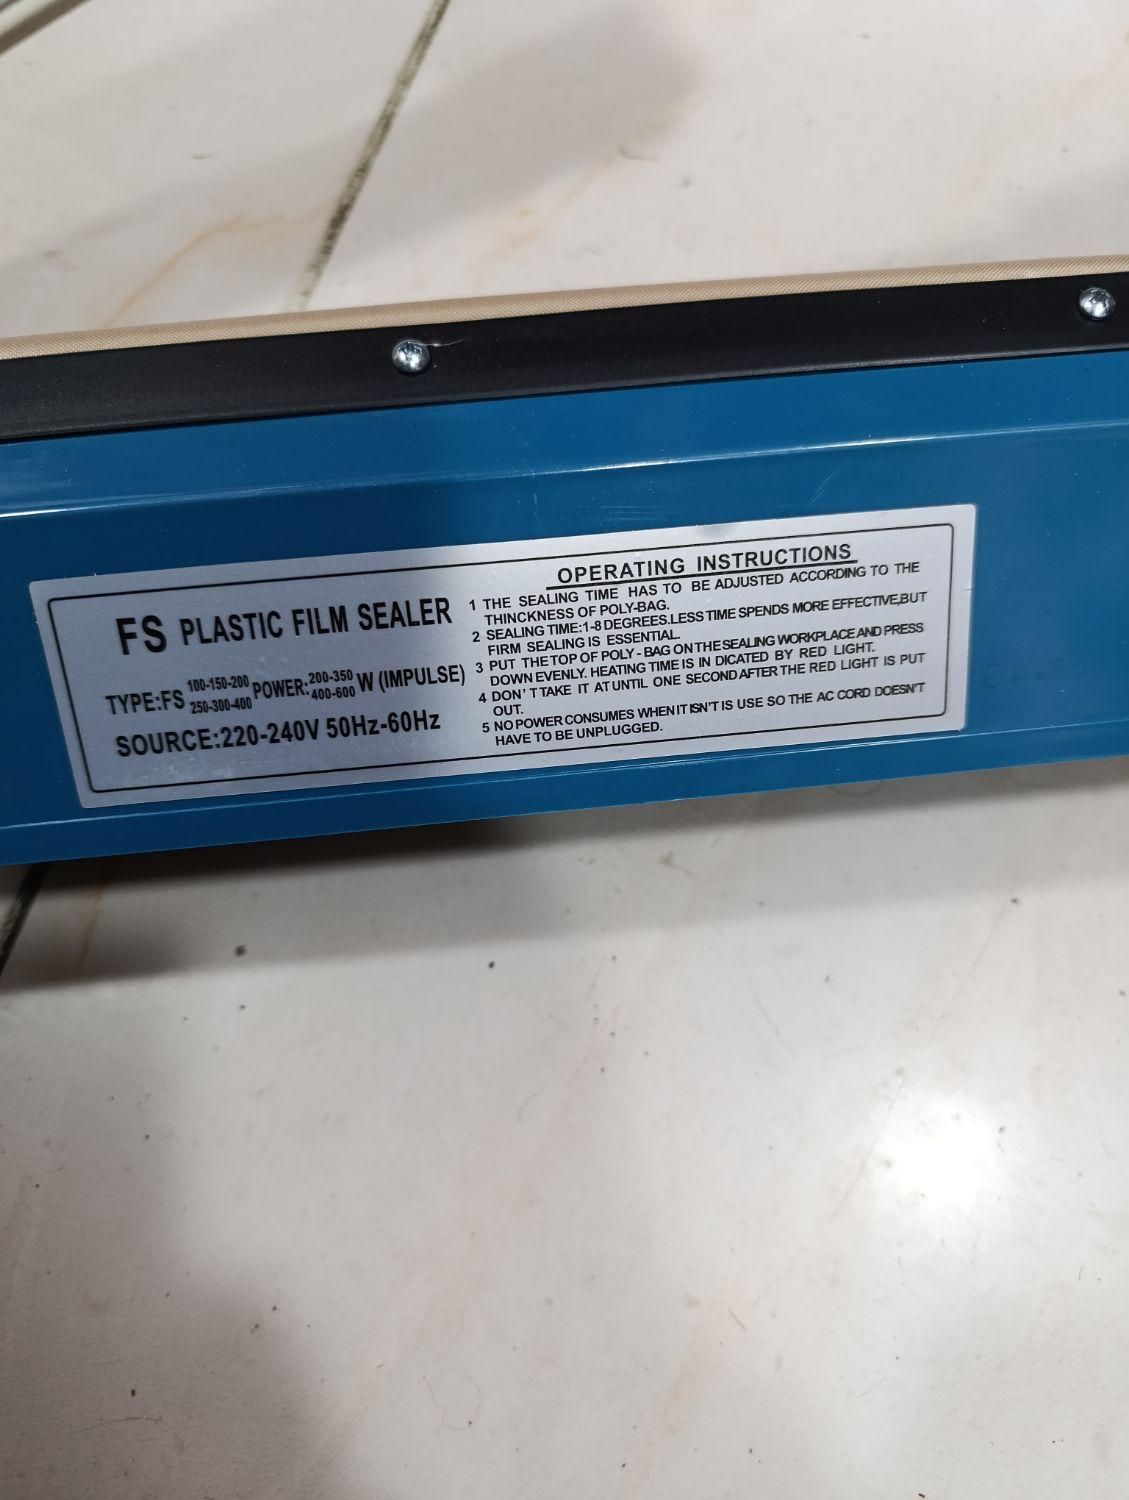 FS PLASTIC FILM SEALER
TYPE:FS 100-150-200 250-300-400 POWER: 200-350 400-600 W (IMPULSE)
SOURCE:220-240V 50Hz-60Hz
OPERATING INSTRUCTIONS
1 THE SEALING TIME HAS TO BE ADJUSTED ACCORDING TO THE
THINCKNESS OF POLY-BAG.
2 SEALING TIME:1-8 DEGREES.LESS TIME SPENDS MORE EFFECTIVE,BUT
FIRM SEALING IS ESSENTIAL.
3 PUT THE TOP OF POLY-BAG ON THE SEALING WORKPLACE AND PRESS
DOWN EVENLY. HEATING TIME IS IN DICATED BY RED LIGHT.
4 DON'T TAKE IT ATUNTIL ONE SECOND AFTER THE RED LIGHT IS PUT
OUT.
5 NO POWER CONSUMES WHEN IT ISN'T IS USE SO THE AC CORD DOESN'T
HAVE TO BE UNPLUGGED.